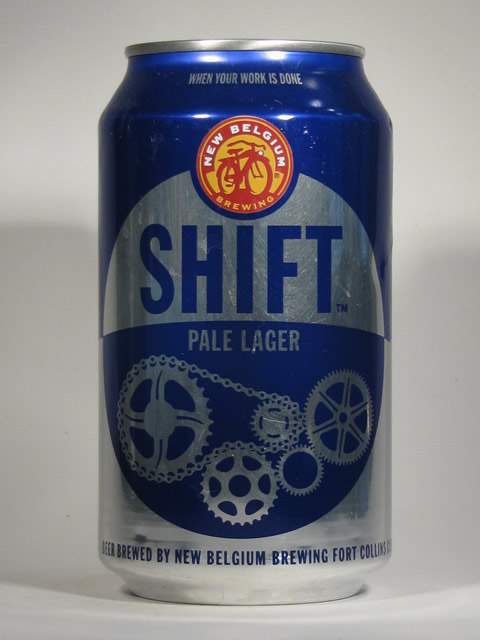 WHEN YOUR WORK IS DONE
NEW BELGIUM
BREWING
®
SHIFT™
PALE LAGER
BEER BREWED BY NEW BELGIUM BREWING FORT COLLINS